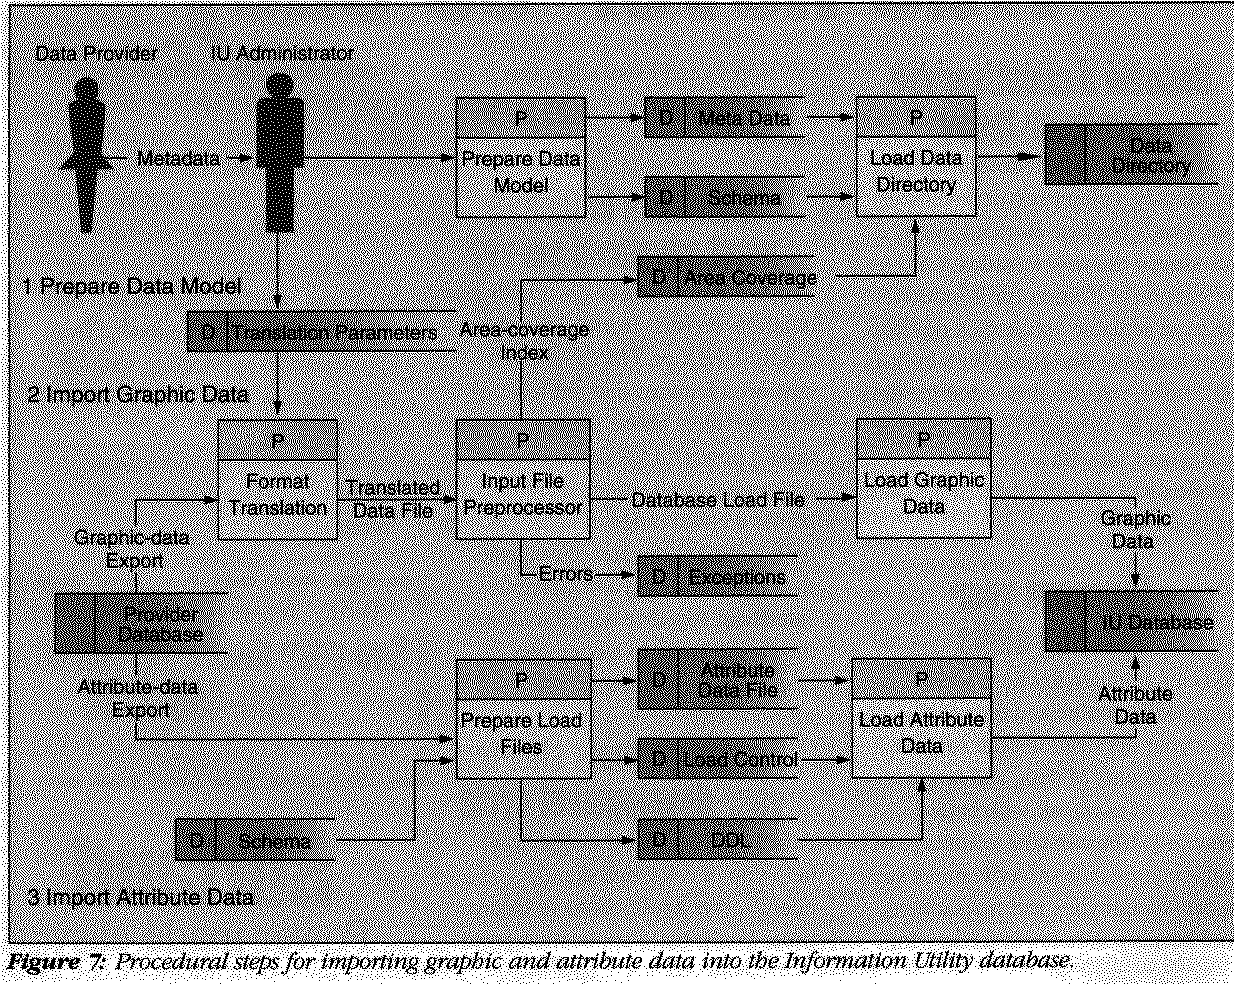 Data Provider
IU Administrator
P
D
Meta Data
P
Metadata
Prepare Data
Model
Load Data
Directory
Data
Directory
D
Schema
1 Prepare Data Model
D
Area Coverage
D
Translation Parameters
Area-coverage
Index
2 Import Graphic Data
P
P
P
Format
Translation
Translated
Data File
Input File
Preprocessor
Database Load File
Load Graphic
Data
Graphic-data
Export
Graphic
Data
Errors
D
Exceptions
Provider
Database
IU Database
Attribute-data
Export
P
D
Attribute
Data File
P
Attribute
Data
Prepare Load
Files
Load Attribute
Data
D
Load Control
D
Schema
D
DDL
3 Import Attribute Data
Figure 7: Procedural steps for importing graphic and attribute data into the Information Utility database.